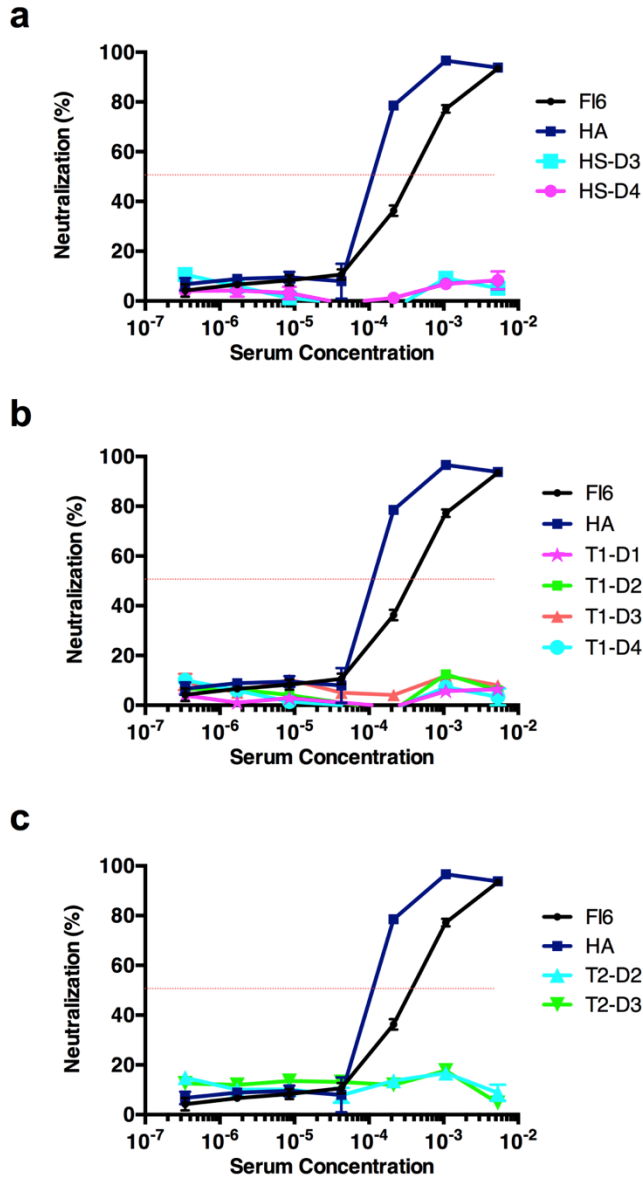 a
100
80
60
40
20
0
Neutralization (%)
10-7 10-6 10-5 10-4 10-3 10-2
Serum Concentration
FI6
HA
HS-D3
HS-D4
b
100
80
60
40
20
0
Neutralization (%)
10-7 10-6 10-5 10-4 10-3 10-2
Serum Concentration
FI6
HA
T1-D1
T1-D2
T1-D3
T1-D4
c
100
80
60
40
20
0
Neutralization (%)
10-7 10-6 10-5 10-4 10-3 10-2
Serum Concentration
FI6
HA
T2-D2
T2-D3